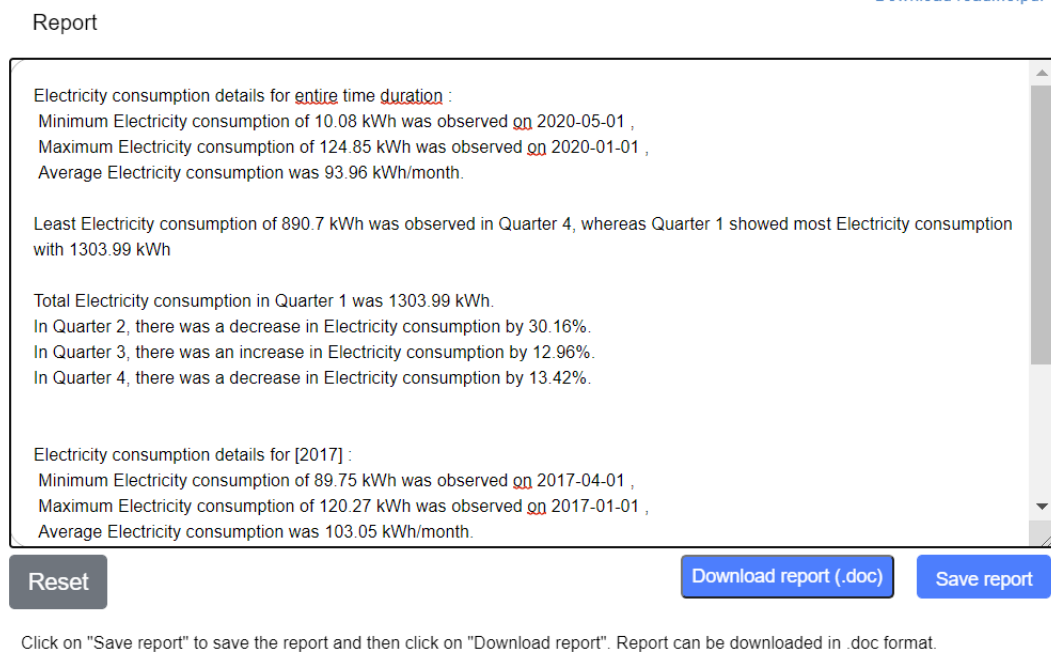 Report
Electricity consumption details for entire time duration :
Minimum Electricity consumption of 10.08 kWh was observed on 2020-05-01 ,
Maximum Electricity consumption of 124.85 kWh was observed on 2020-01-01 ,
Average Electricity consumption was 93.96 kWh/month.
Least Electricity consumption of 890.7 kWh was observed in Quarter 4, whereas Quarter 1 showed most Electricity consumption
with 1303.99 kWh
Total Electricity consumption in Quarter 1 was 1303.99 kWh.
In Quarter 2, there was a decrease in Electricity consumption by 30.16%.
In Quarter 3, there was an increase in Electricity consumption by 12.96%.
In Quarter 4, there was a decrease in Electricity consumption by 13.42%.
Electricity consumption details for [2017] :
Minimum Electricity consumption of 89.75 kWh was observed on 2017-04-01 ,
Maximum Electricity consumption of 120.27 kWh was observed on 2017-01-01 ,
Average Electricity consumption was 103.05 kWh/month.
Reset
Download report (.doc)
Save report
Click on "Save report" to save the report and then click on "Download report". Report can be downloaded in .doc format.